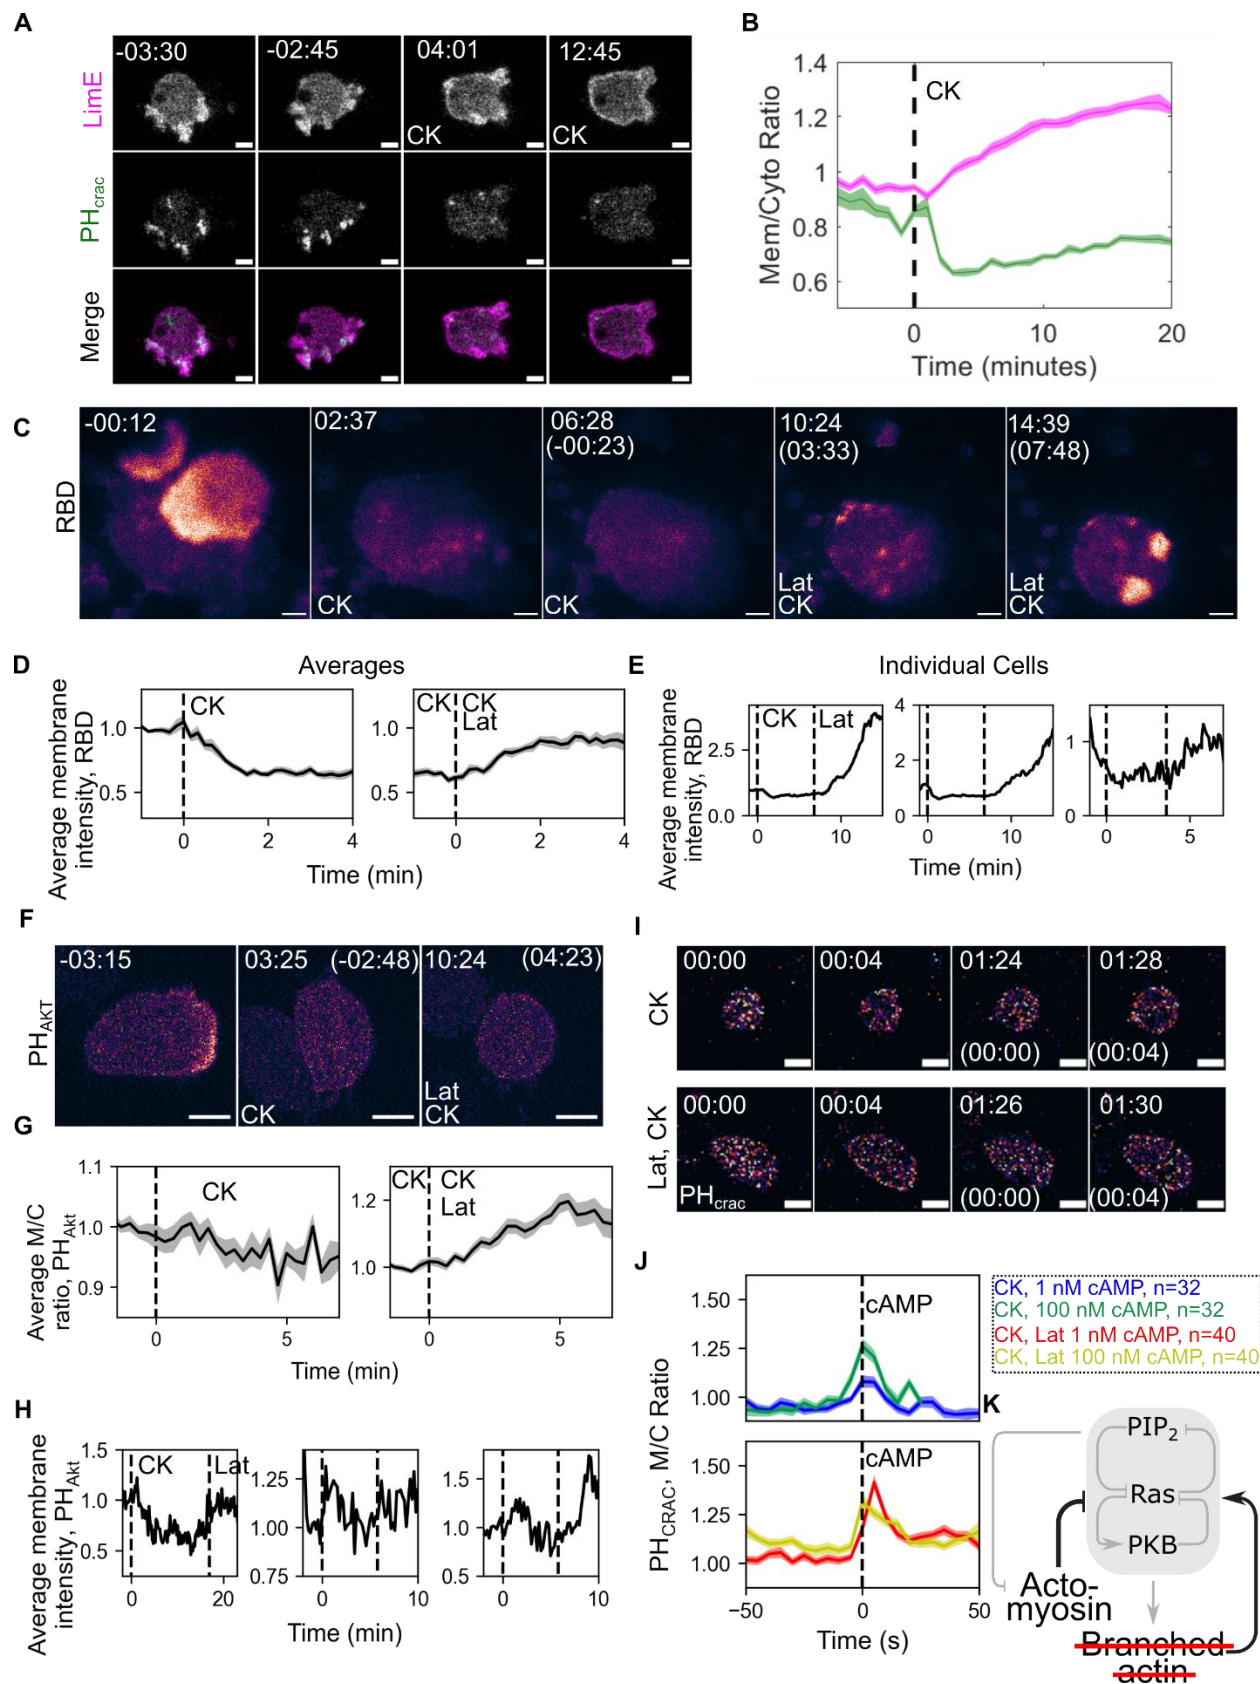 A
-03:30
-02:45
04:01
12:45
LimE
CK
CK
PHcrac
Merge
B
1.4
1.2
1
0.8
0.6
CK
Mem/Cyto Ratio
0
10
20
Time (minutes)
C
-00:12
02:37
06:28
(-00:23)
10:24
(03:33)
14:39
(07:48)
RBD
CK
CK
Lat
CK
Lat
CK
D
Averages
Average membrane
intensity, RBD
1.0
0.5
CK
0
2
4
1.0
0.5
CK
CK
Lat
0
2
4
Time (min)
E
Individual Cells
Average membrane
intensity, RBD
2.5
0.0
CK
Lat
0
10
4
2
0
0
10
1
0
0
5
Time (min)
F
-03:15
03:25
(-02:48)
10:24
(04:23)
PHAKT
CK
Lat
CK
G
Average M/C
ratio, PHAkt
1.1
1.0
0.9
CK
0
5
Time (min)
1.2
1.0
CK
CK
Lat
0
5
Time (min)
H
Average membrane
intensity, PHAkt
1.5
1.0
0.5
CK
Lat
0
20
1.25
1.00
0.75
0
10
1.5
1.0
0.5
0
10
Time (min)
I
CK
00:00
00:04
01:24
(00:00)
01:28
(00:04)
Lat, CK
00:00
00:04
01:26
(00:00)
01:30
(00:04)
PHcrac
J
PHCRAC, M/C Ratio
1.50
1.25
1.00
cAMP
1.50
1.25
1.00
cAMP
−50
0
50
Time (s)
CK, 1 nM cAMP, n=32
CK, 100 nM cAMP, n=32
CK, Lat 1 nM cAMP, n=40
CK, Lat 100 nM cAMP, n=40
K
PIP2
Ras
PKB
Acto-
myosin
Branched
actin